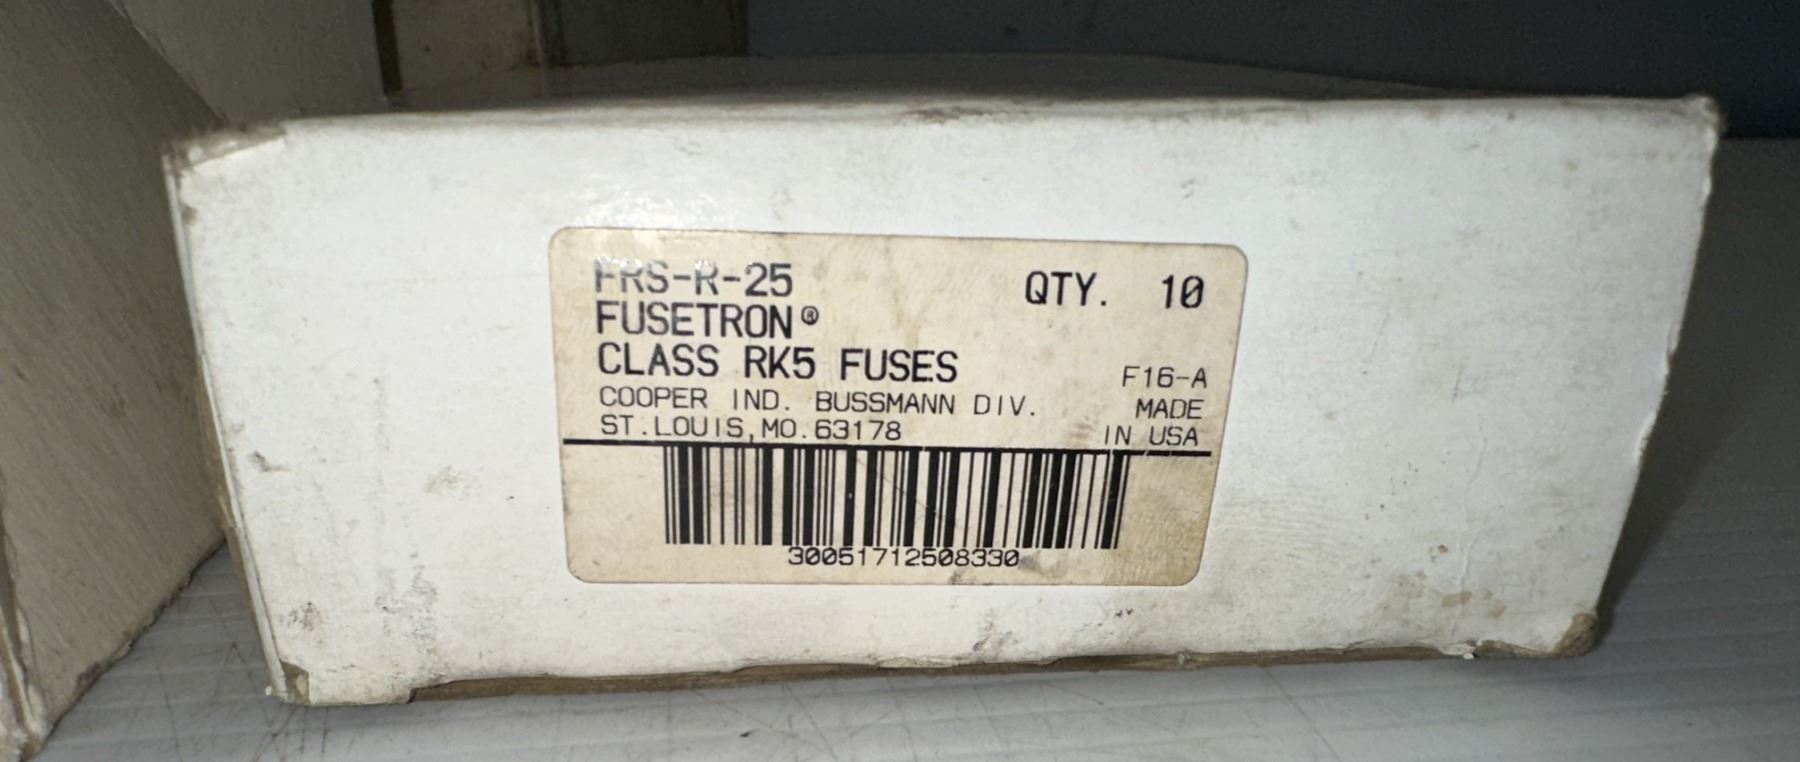 FRS-R-25 QTY. 10
FUSETRON®
CLASS RK5 FUSES F16-A
COOPER IND. BUSSMANN DIV. MADE
ST.LOUIS,MO.63178 IN USA
30051712508330